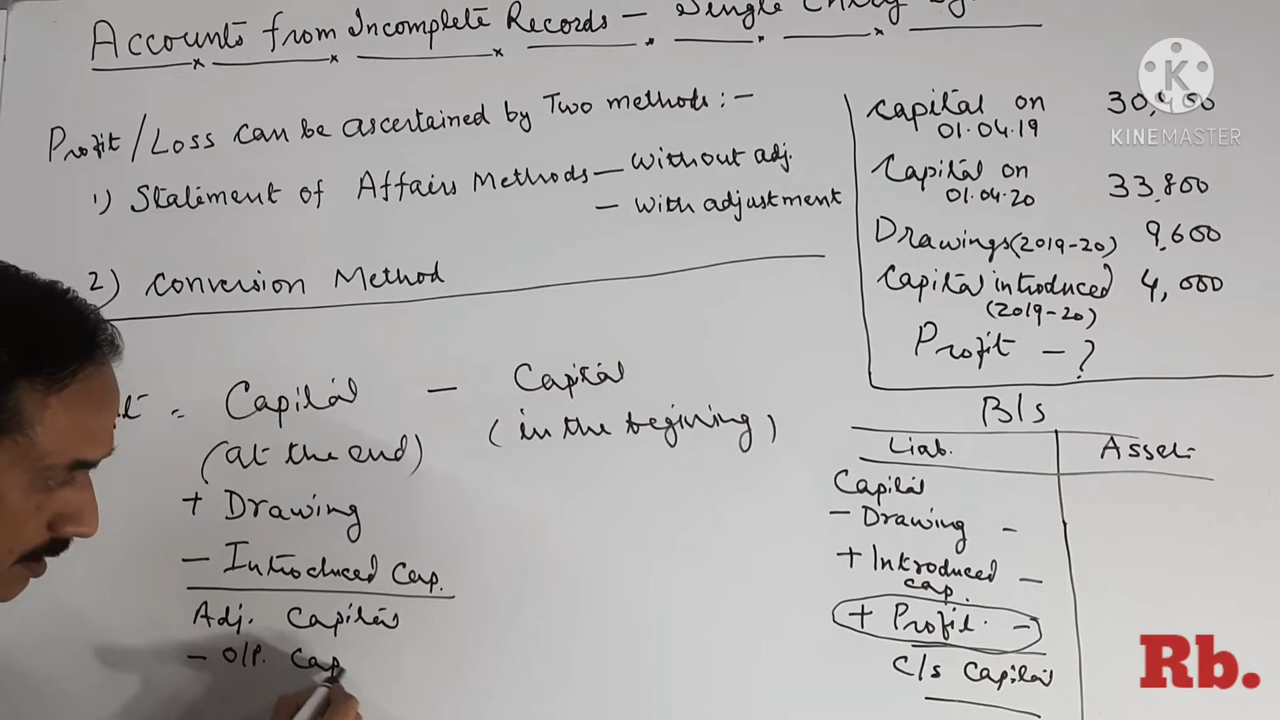 Accounts from Incomplete Records – Single Entry
Profit/Loss can be ascertained by Two methods :-
1) Statement of Affairs Methods – Without adj.
– With adjustment
2) Conversion Method
= Capital – Capital
(at the end) (in the begining)
+ Drawing
– Introduced Cap.
Adj. Capital
– O/P. Cap
Capital on
01.04.19
KINEMASTER
Capital on 33,800
01.04.20
Drawings (2019-20) 9,600
Capital introduced 4,000
(2019-20)
Profit – ?
B/s
Liab. Asset
Capital
– Drawing –
+ Introduced –
cap.
+ Profit. –
C/s Capital
Rb.